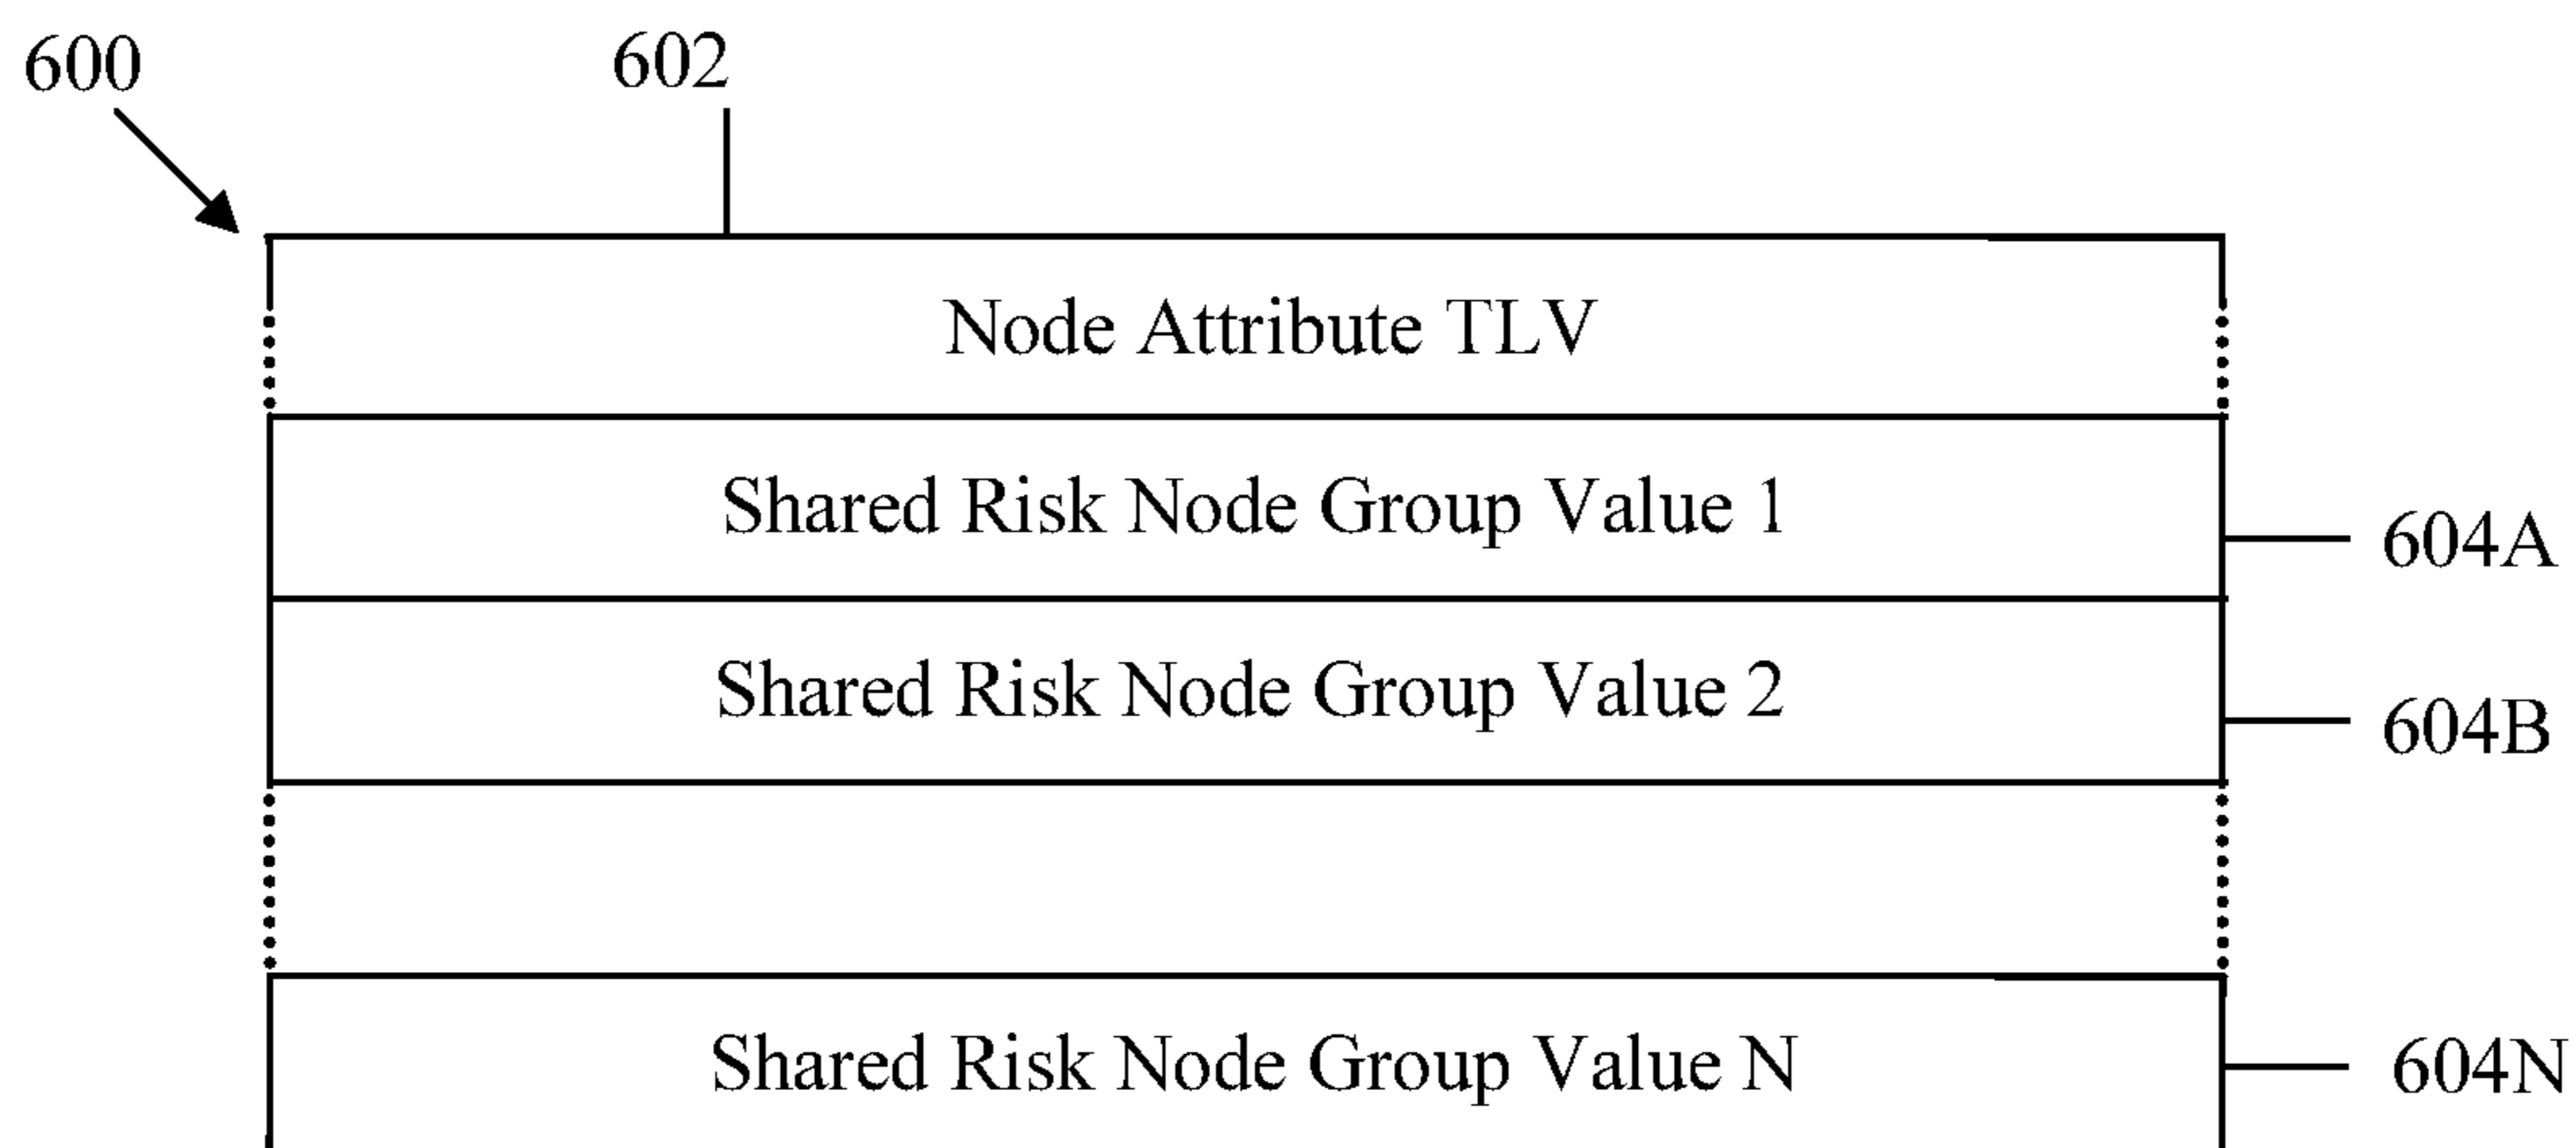 600
602
Node Attribute TLV
Shared Risk Node Group Value 1
604A
Shared Risk Node Group Value 2
604B
Shared Risk Node Group Value N
604N